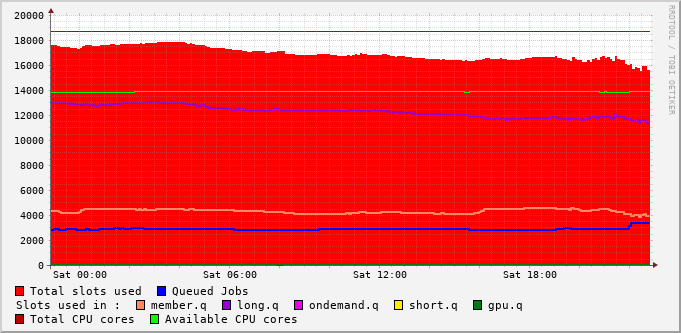 20000
18000
16000
14000
12000
10000
8000
6000
4000
2000
0
Sat 00:00 Sat 06:00 Sat 12:00 Sat 18:00
RRDTOOL / TOBI OETIKER
Total slots used Queued Jobs
Slots used in : member.q long.q ondemand.q short.q gpu.q
Total CPU cores Available CPU cores